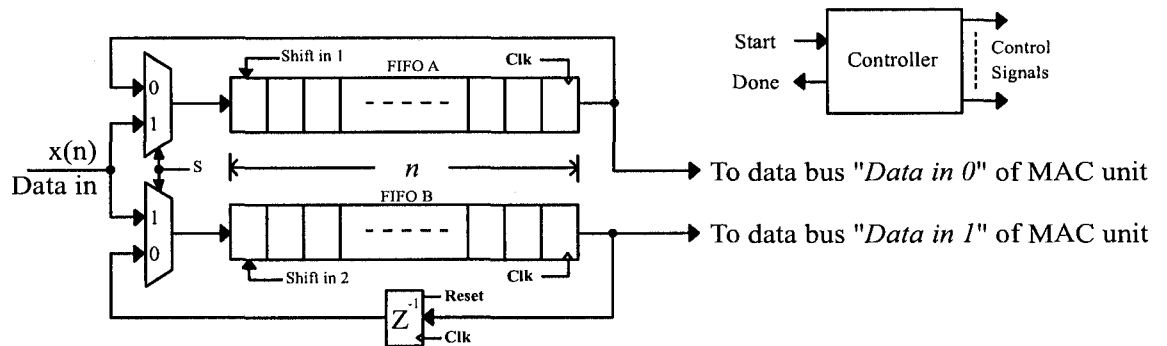 Shift in 1
FIFO A
Clk
0
1
x(n)
Data in
S
n
FIFO B
1
0
Shift in 2
Clk
Z⁻¹
Reset
Clk
Start
Done
Controller
Control
Signals
To data bus "Data in 0" of MAC unit
To data bus "Data in 1" of MAC unit